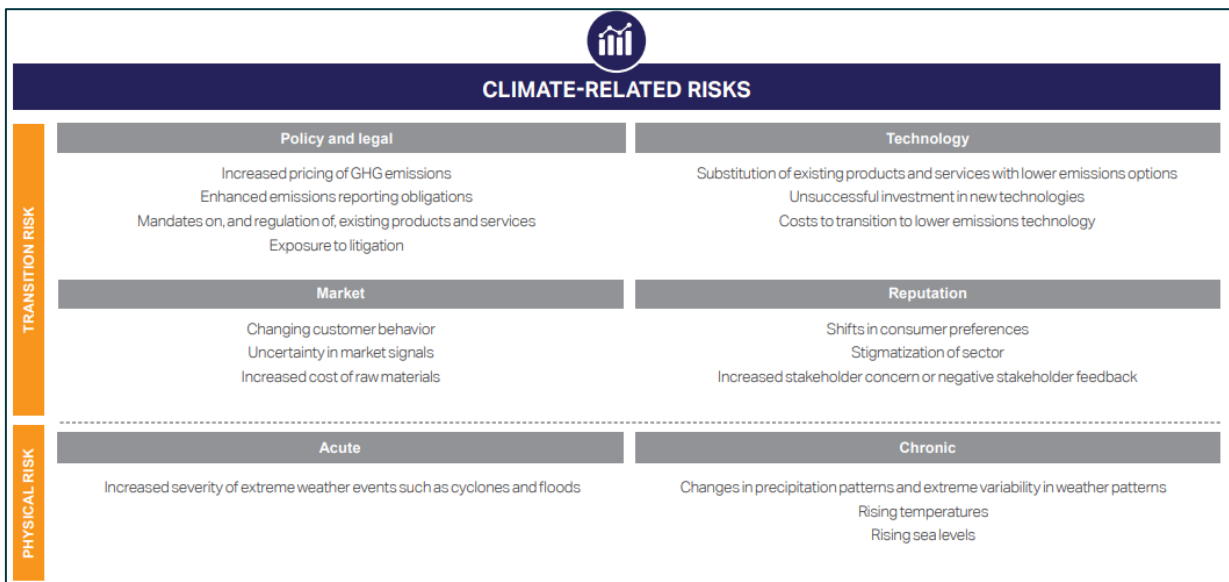 CLIMATE-RELATED RISKS
TRANSITION RISK
Policy and legal
Increased pricing of GHG emissions
Enhanced emissions reporting obligations
Mandates on, and regulation of, existing products and services
Exposure to litigation
Technology
Substitution of existing products and services with lower emissions options
Unsuccessful investment in new technologies
Costs to transition to lower emissions technology
Market
Changing customer behavior
Uncertainty in market signals
Increased cost of raw materials
Reputation
Shifts in consumer preferences
Stigmatization of sector
Increased stakeholder concern or negative stakeholder feedback
PHYSICAL RISK
Acute
Increased severity of extreme weather events such as cyclones and floods
Chronic
Changes in precipitation patterns and extreme variability in weather patterns
Rising temperatures
Rising sea levels